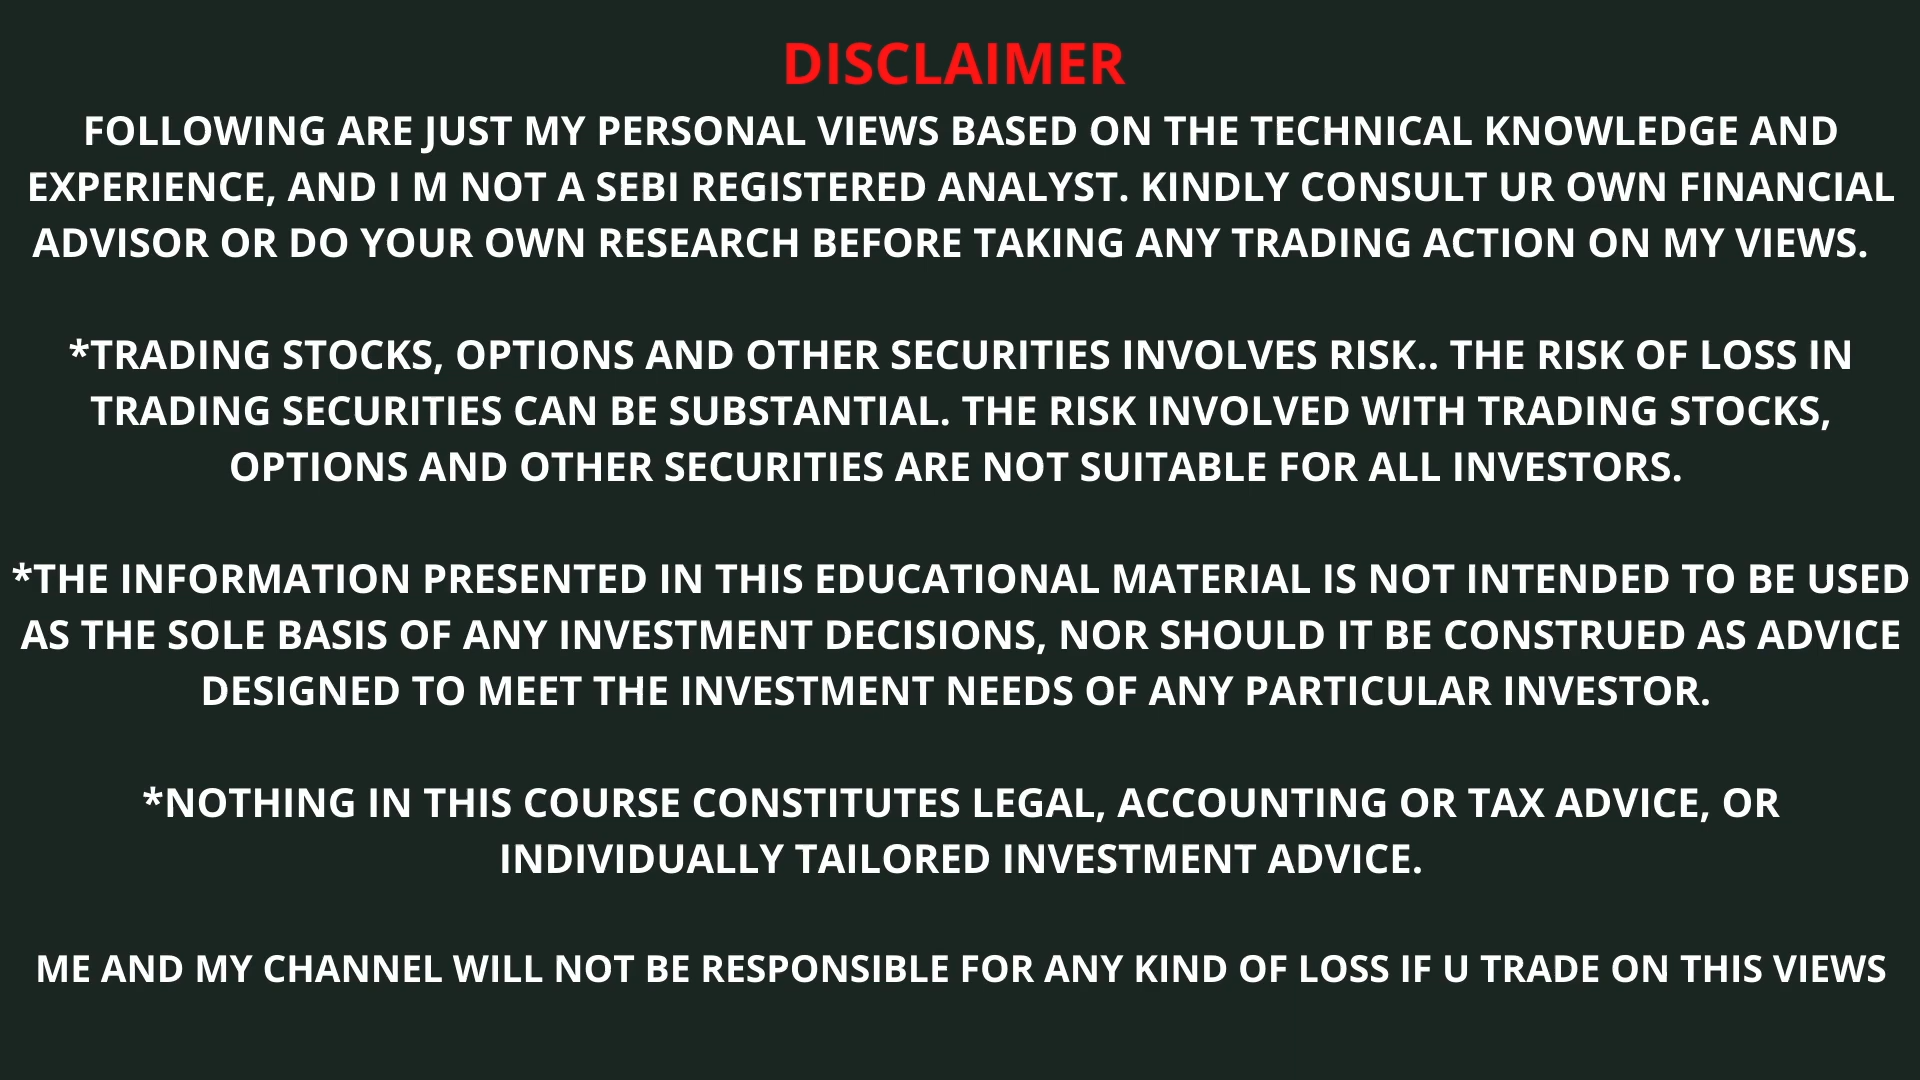 DISCLAIMER
FOLLOWING ARE JUST MY PERSONAL VIEWS BASED ON THE TECHNICAL KNOWLEDGE AND
EXPERIENCE, AND I M NOT A SEBI REGISTERED ANALYST. KINDLY CONSULT UR OWN FINANCIAL
ADVISOR OR DO YOUR OWN RESEARCH BEFORE TAKING ANY TRADING ACTION ON MY VIEWS.
*TRADING STOCKS, OPTIONS AND OTHER SECURITIES INVOLVES RISK.. THE RISK OF LOSS IN
TRADING SECURITIES CAN BE SUBSTANTIAL. THE RISK INVOLVED WITH TRADING STOCKS,
OPTIONS AND OTHER SECURITIES ARE NOT SUITABLE FOR ALL INVESTORS.
*THE INFORMATION PRESENTED IN THIS EDUCATIONAL MATERIAL IS NOT INTENDED TO BE USED
AS THE SOLE BASIS OF ANY INVESTMENT DECISIONS, NOR SHOULD IT BE CONSTRUED AS ADVICE
DESIGNED TO MEET THE INVESTMENT NEEDS OF ANY PARTICULAR INVESTOR.
*NOTHING IN THIS COURSE CONSTITUTES LEGAL, ACCOUNTING OR TAX ADVICE, OR
INDIVIDUALLY TAILORED INVESTMENT ADVICE.
ME AND MY CHANNEL WILL NOT BE RESPONSIBLE FOR ANY KIND OF LOSS IF U TRADE ON THIS VIEWS